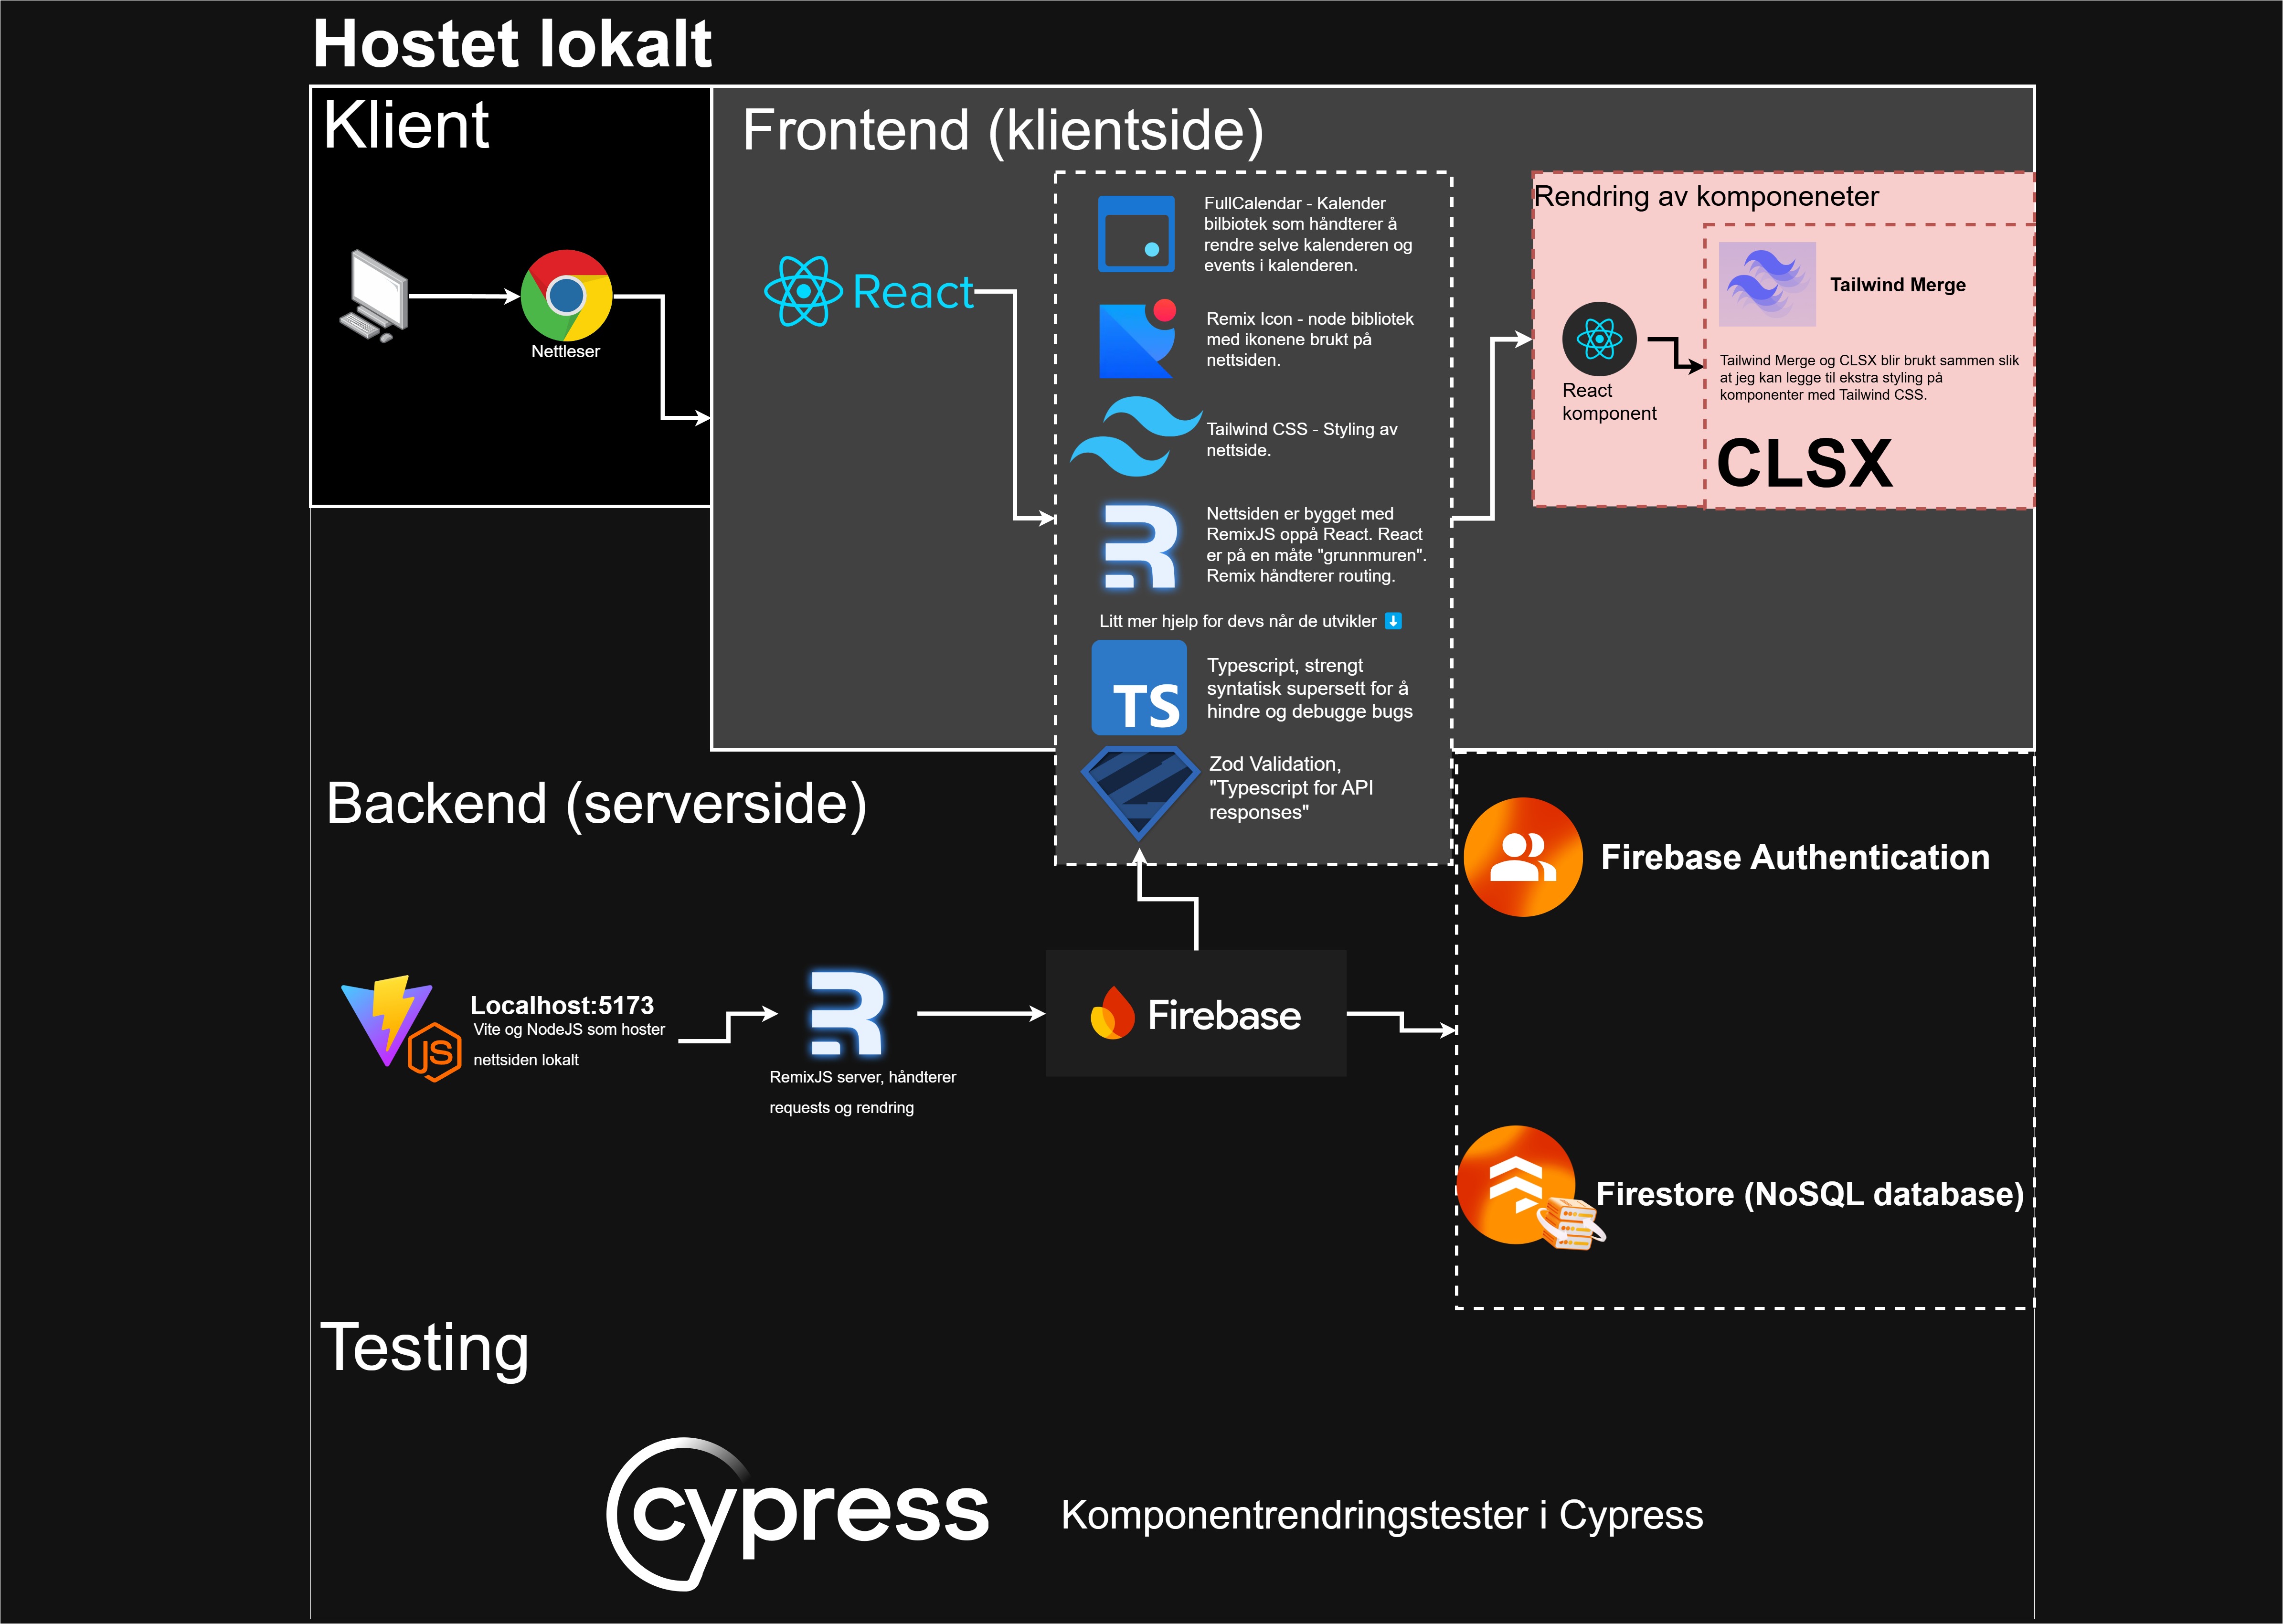 Hostet lokalt
Klient
Nettleser
Frontend (klientside)
React
FullCalendar - Kalender
bilbiotek som håndterer å
rendre selve kalenderen og
events i kalenderen.
Remix Icon - node bibliotek
med ikonene brukt på
nettsiden.
Tailwind CSS - Styling av
nettside.
Nettsiden er bygget med
RemixJS oppå React. React
er på en måte "grunnmuren".
Remix håndterer routing.
Litt mer hjelp for devs når de utvikler ⬇️
TS
Typescript, strengt
syntatisk supersett for å
hindre og debugge bugs
Zod Validation,
"Typescript for API
responses"
Rendring av komponeneter
React
komponent
Tailwind Merge
Tailwind Merge og CLSX blir brukt sammen slik
at jeg kan legge til ekstra styling på
komponenter med Tailwind CSS.
CLSX
Backend (serverside)
JS
Localhost:5173
Vite og NodeJS som hoster
nettsiden lokalt
R
RemixJS server, håndterer
requests og rendring
Firebase
Firebase Authentication
Firestore (NoSQL database)
Testing
cypress
Komponentrendringstester i Cypress